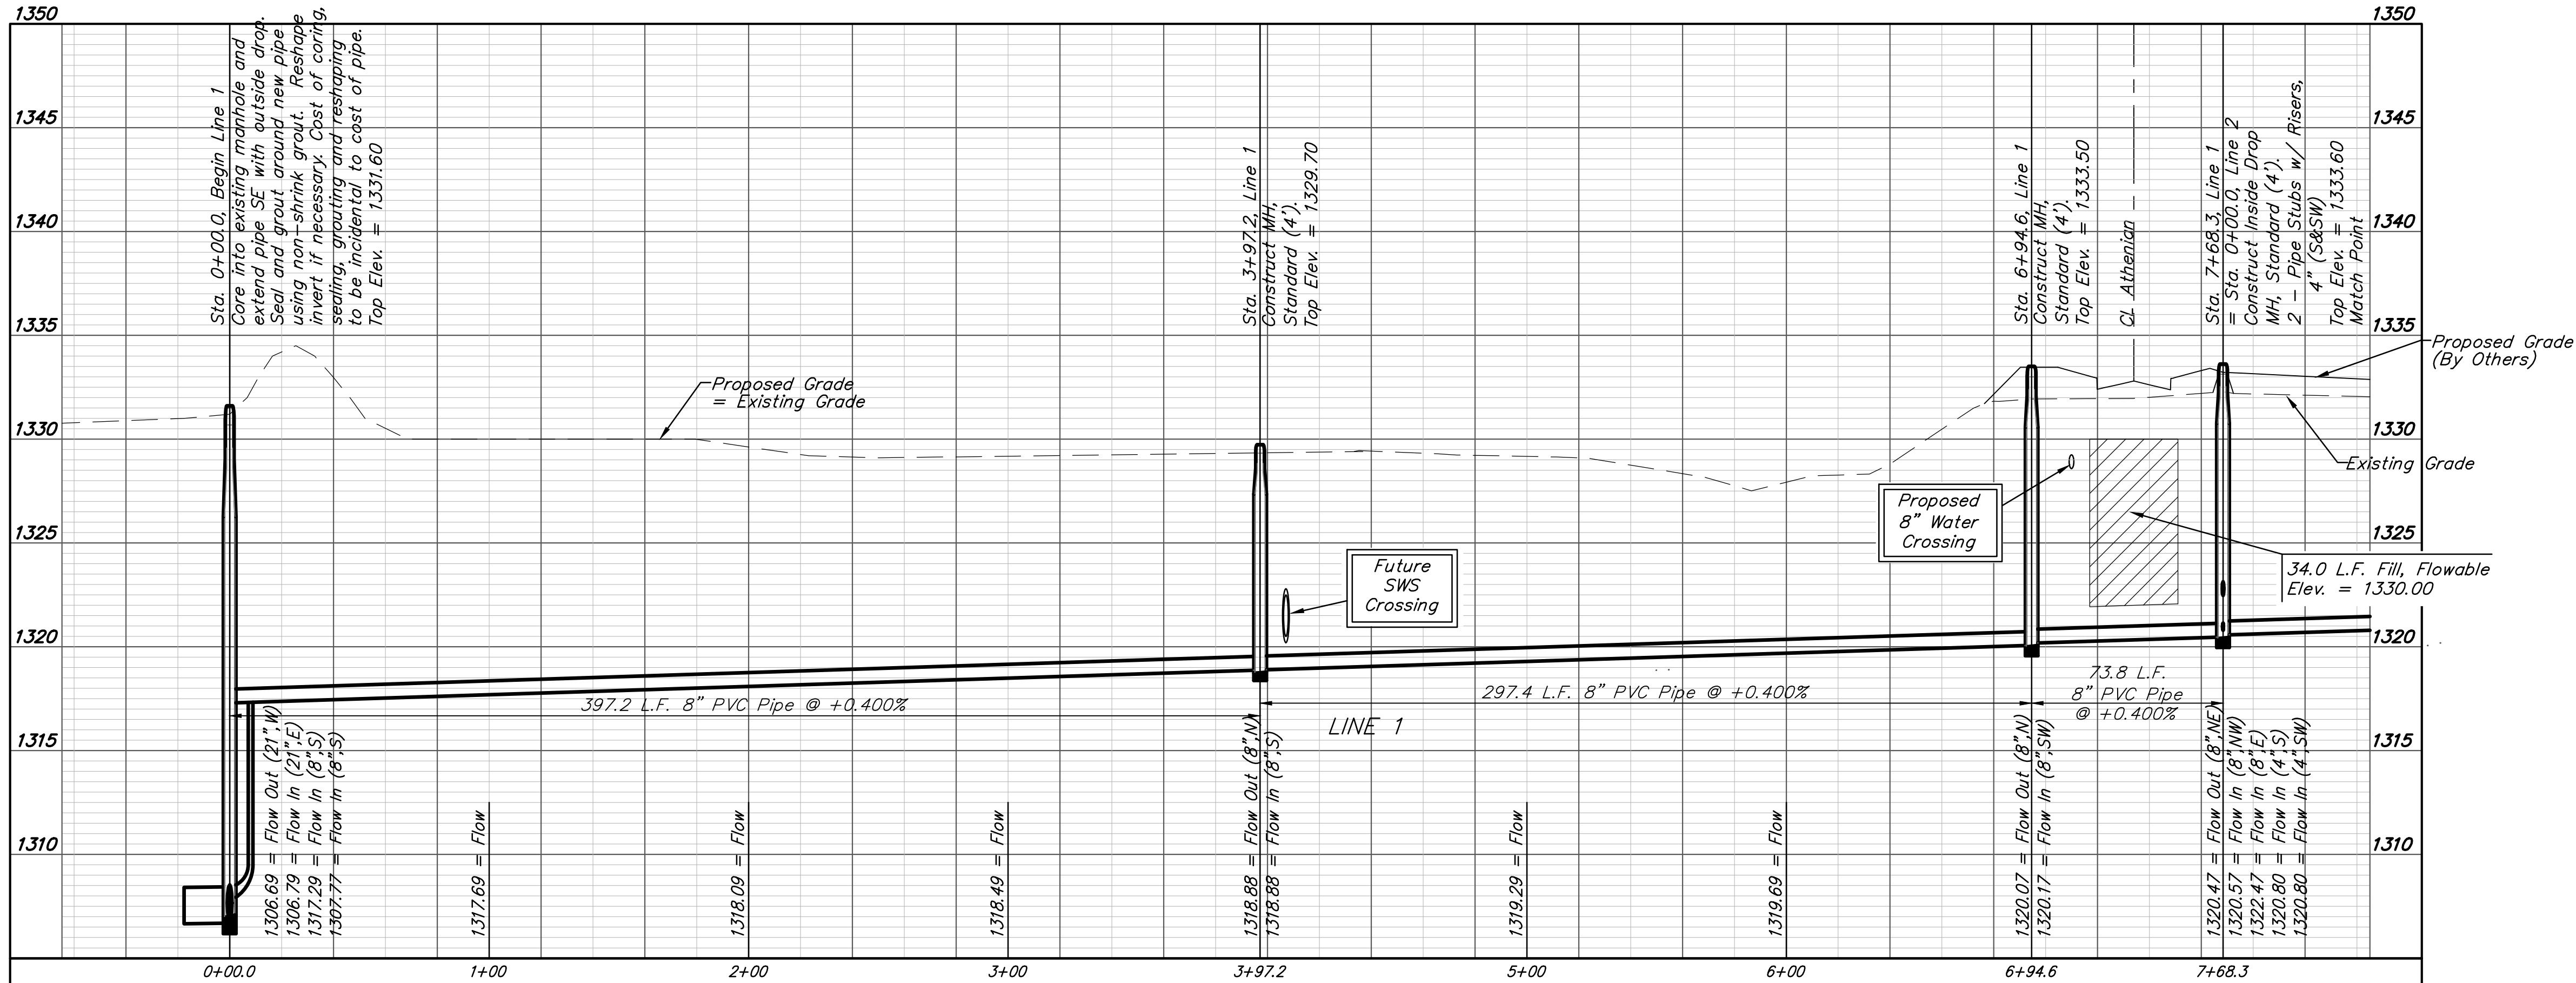 1350
1345
1340
1335
1330
1325
1320
1315
1310
Sta. 0+00.0, Begin Line 1
Core into existing manhole and
extend pipe SE with outside drop.
Seal and grout around new pipe
using non-shrink grout. Reshape
invert if necessary. Cost of coring,
sealing, grouting and reshaping
to be incidental to cost of pipe.
Top Elev. = 1331.60
Proposed Grade
= Existing Grade
Sta. 3+97.2, Line 1
Construct MH,
Standard (4').
Top Elev. = 1329.70
Future
SWS
Crossing
Sta. 6+94.6, Line 1
Construct MH,
Standard (4').
Top Elev. = 1333.50
CL Athenian
Sta. 7+68.3, Line 1
= Sta. 0+00.0, Line 2
Construct Inside Drop
MH, Standard (4').
2 - Pipe Stubs w/ Risers,
4" (S&SW)
Top Elev. = 1333.60
Match Point
1350
1345
1340
1335
1330
1325
1320
1315
1310
Proposed Grade
(By Others)
Existing Grade
Proposed
8" Water
Crossing
34.0 L.F. Fill, Flowable
Elev. = 1330.00
397.2 L.F. 8" PVC Pipe @ +0.400%
297.4 L.F. 8" PVC Pipe @ +0.400%
73.8 L.F.
8" PVC Pipe
@ +0.400%
LINE 1
1306.69 = Flow Out (21",W)
1306.79 = Flow In (21",E)
1317.29 = Flow In (8",S)
1307.77 = Flow In (8",S)
1317.69 = Flow
1318.09 = Flow
1318.49 = Flow
1318.88 = Flow Out (8",N)
1318.88 = Flow In (8",S)
1319.29 = Flow
1319.69 = Flow
1320.07 = Flow Out (8",N)
1320.17 = Flow In (8",SW)
1320.47 = Flow Out (8",NE)
1320.57 = Flow In (8",NW)
1322.47 = Flow In (8",E)
1320.80 = Flow In (4",S)
1320.80 = Flow In (4",SW)
0+00.0
1+00
2+00
3+00
3+97.2
5+00
6+00
6+94.6
7+68.3